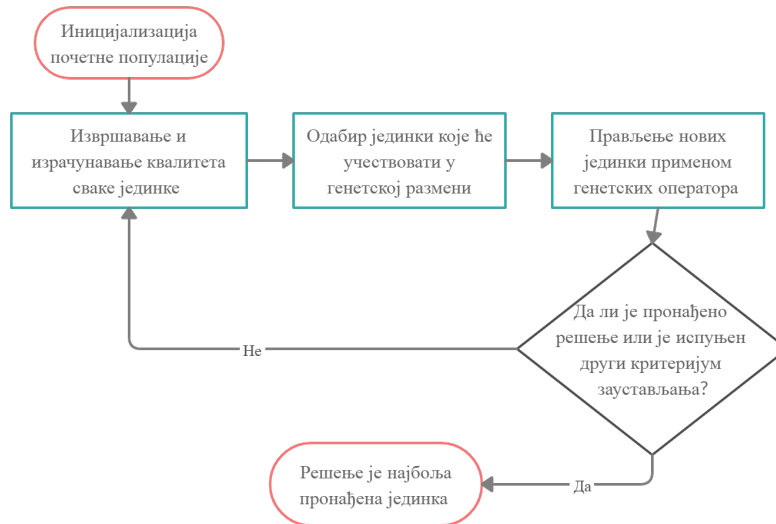 Иницијализација
почетне популације
Извршавање и
израчунавање квалитета
сваке јединке
Одабир јединки које ће
учествовати у
генетској размени
Прављење нових
јединки применом
генетских оператора
Да ли је пронађено
решење или је испуњен
други критеријум
заустављања?
Не
Да
Решење је најбоља
пронађена јединка